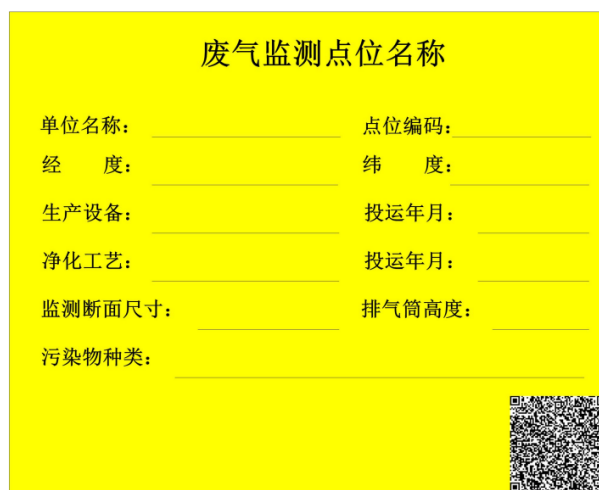 废气监测点位名称
单位名称： 点位编码：
经 度： 纬 度：
生产设备： 投运年月：
净化工艺： 投运年月：
监测断面尺寸： 排气筒高度：
污染物种类：